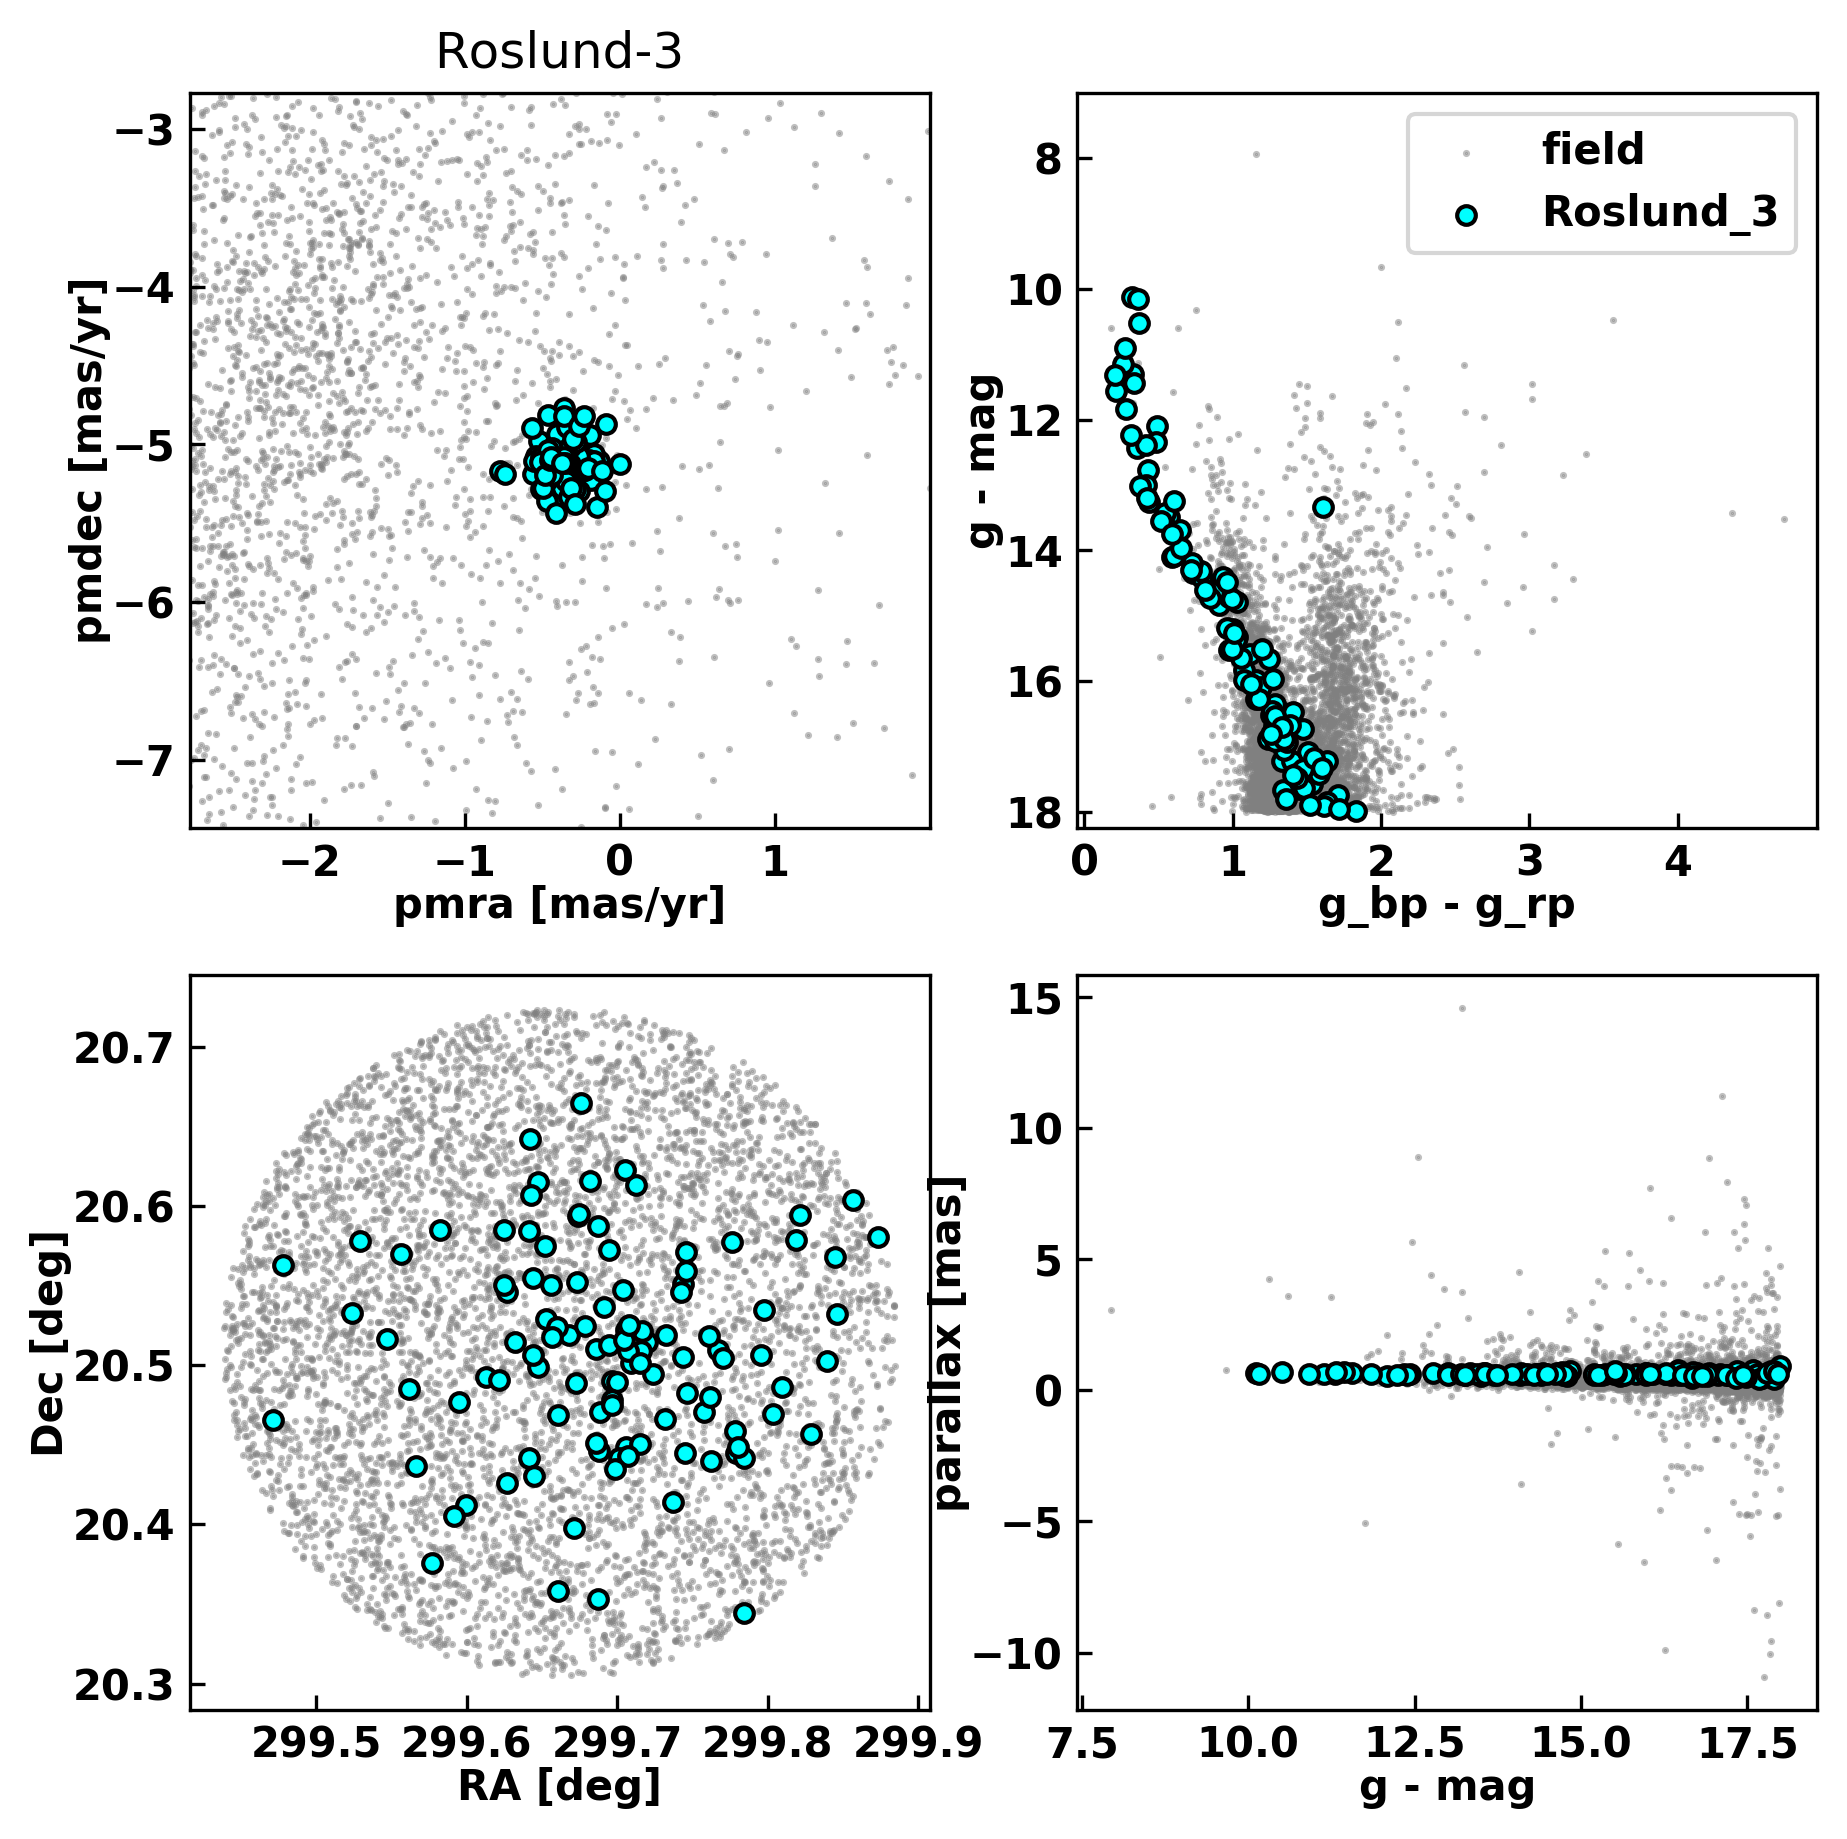 Roslund-3
−3
−4
−5
−6
−7
pmdec [mas/yr]
−2 −1 0 1
pmra [mas/yr]
field
Roslund_3
8
10
12
14
16
18
g - mag
0 1 2 3 4
g_bp - g_rp
20.7
20.6
20.5
20.4
20.3
Dec [deg]
299.5 299.6 299.7 299.8 299.9
RA [deg]
15
10
5
0
−5
−10
parallax [mas]
7.5 10.0 12.5 15.0 17.5
g - mag